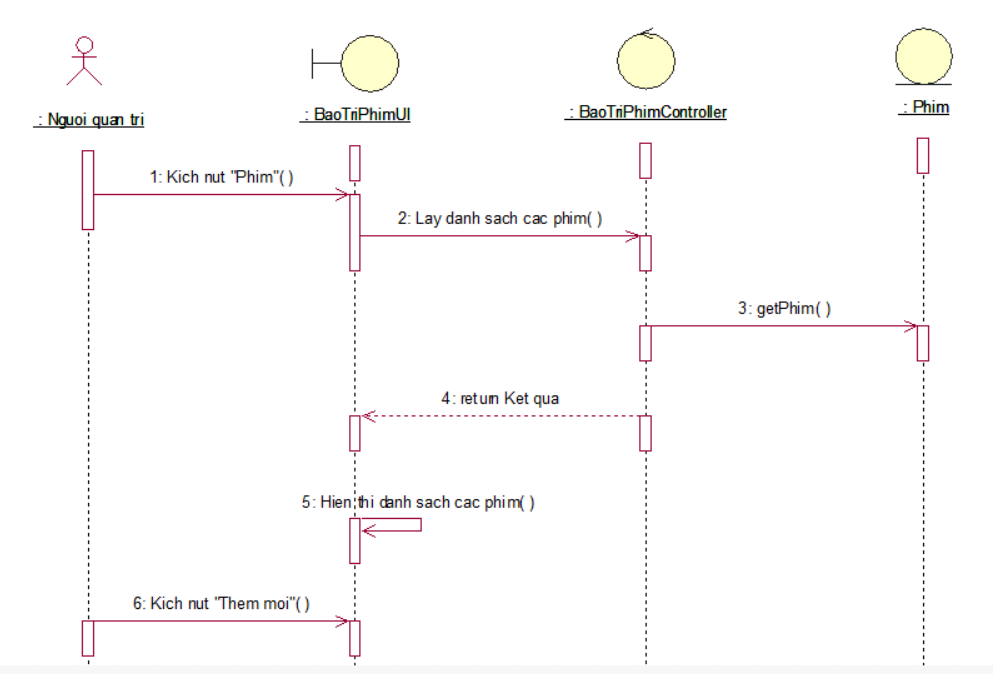 : Nguoi quan tri
: BaoTriPhimUI
: BaoTriPhimController
: Phim
1: Kich nut "Phim"( )
2: Lay danh sach cac phim( )
3: getPhim( )
4: return Ket qua
5: Hien thi danh sach cac phim( )
6: Kich nut "Them moi"( )